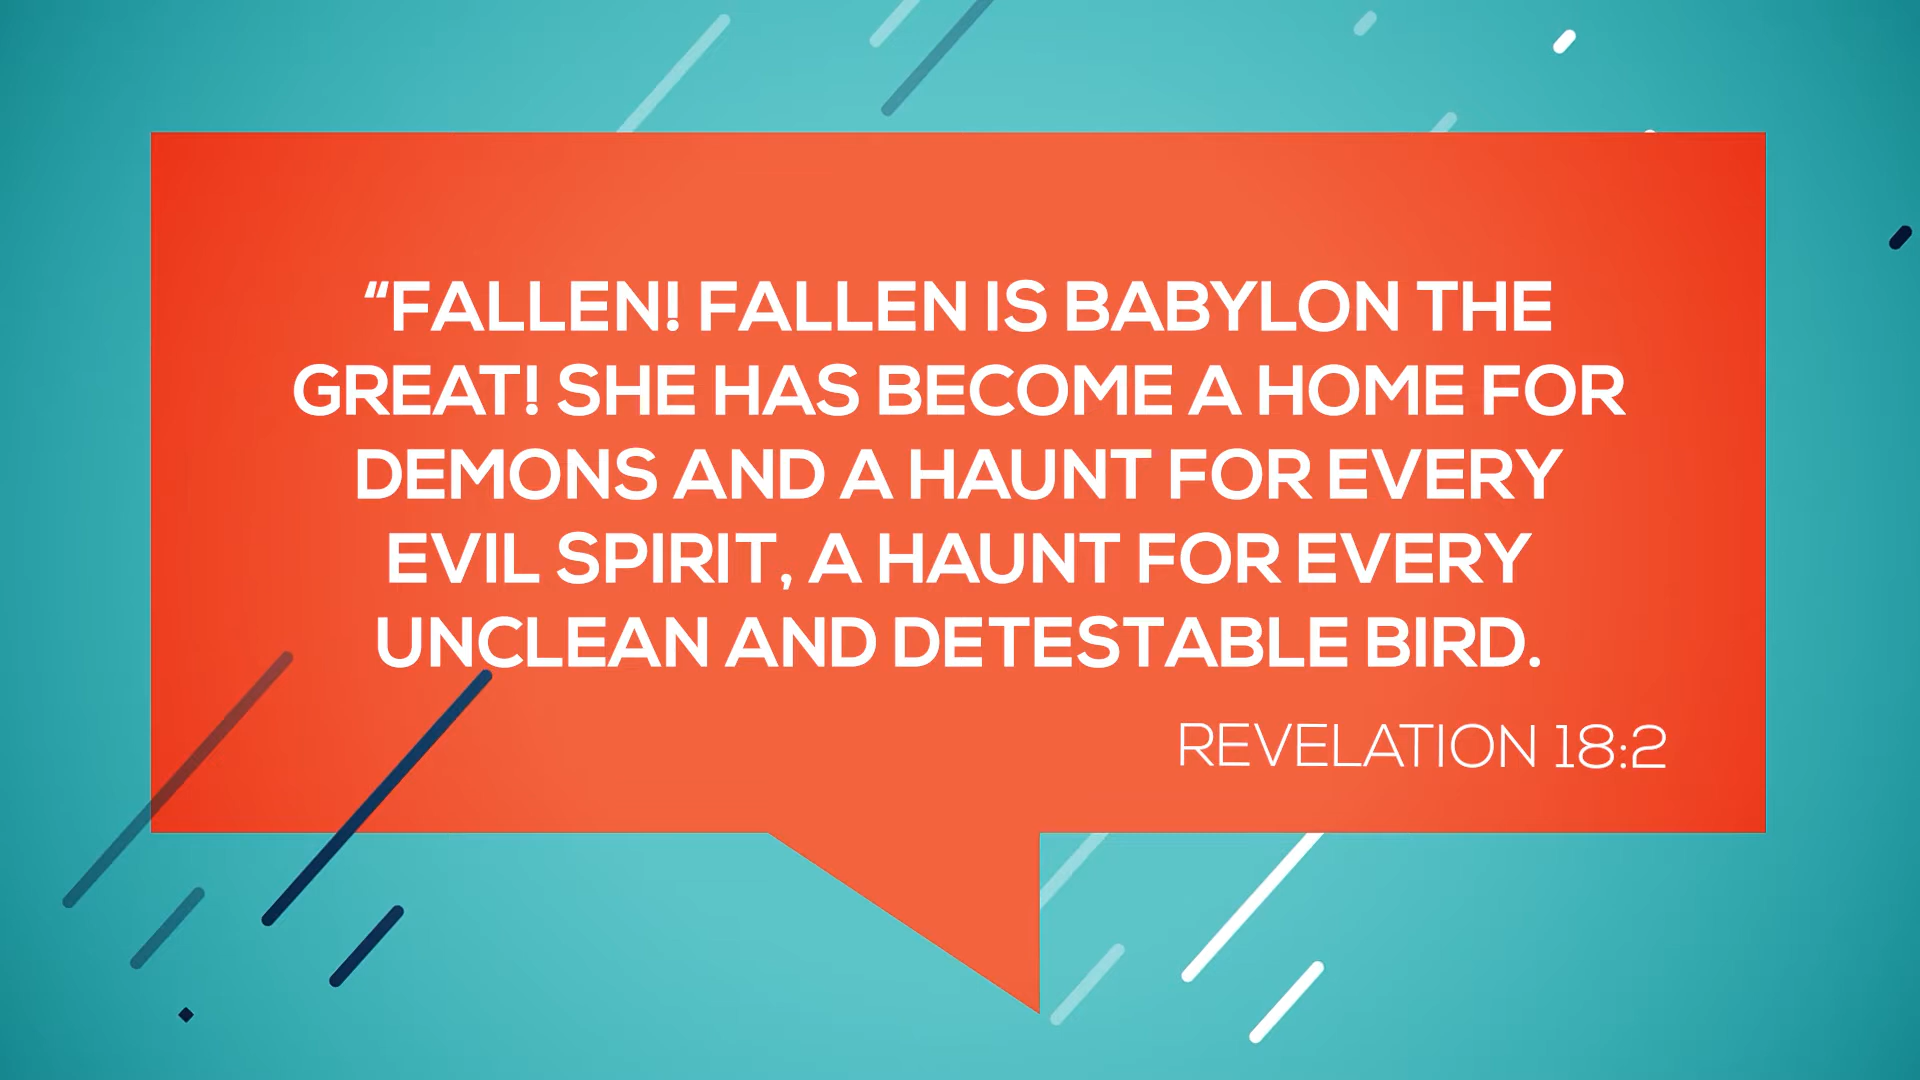 “FALLEN! FALLEN IS BABYLON THE
GREAT! SHE HAS BECOME A HOME FOR
DEMONS AND A HAUNT FOR EVERY
EVIL SPIRIT, A HAUNT FOR EVERY
UNCLEAN AND DETESTABLE BIRD.
REVELATION 18:2